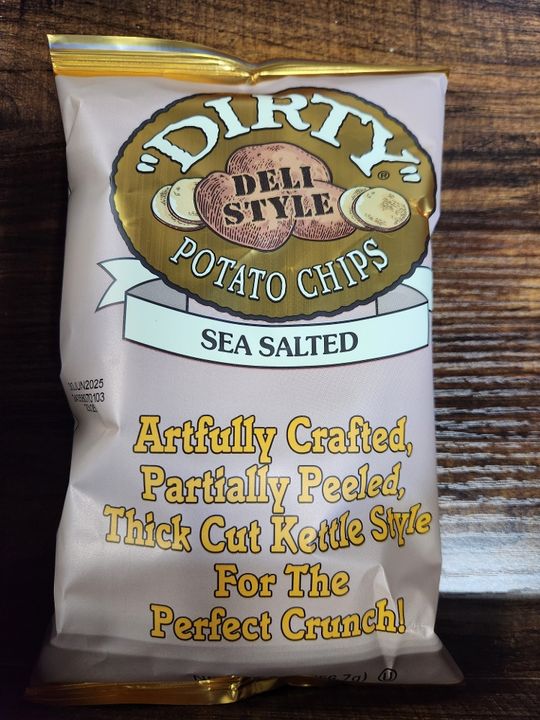 "DIRTY"®
DELI
STYLE
POTATO CHIPS
SEA SALTED
JUN2025
Artfully Crafted,
Partially Peeled,
Thick Cut Kettle Style
For The
Perfect Crunch!